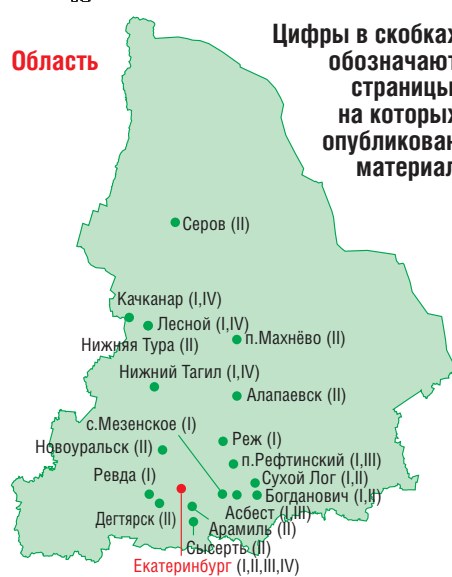 Область
Цифры в скобках
обозначают
страницы
на которых
опубликован
материал
Серов (II)
Качканар (I,IV)
Лесной (I,IV)
Нижняя Тура (II)
п.Махнёво (II)
Нижний Тагил (I,IV)
Алапаевск (II)
с.Мезенское (I)
Реж (I)
Новоуральск (II)
п.Рефтинский (I,III)
Ревда (I)
Сухой Лог (I,II)
Богданович (I,II)
Дегтярск (II)
Асбест (I,III)
Арамиль (II)
Сысерть (II)
Екатеринбург (I,II,III,IV)